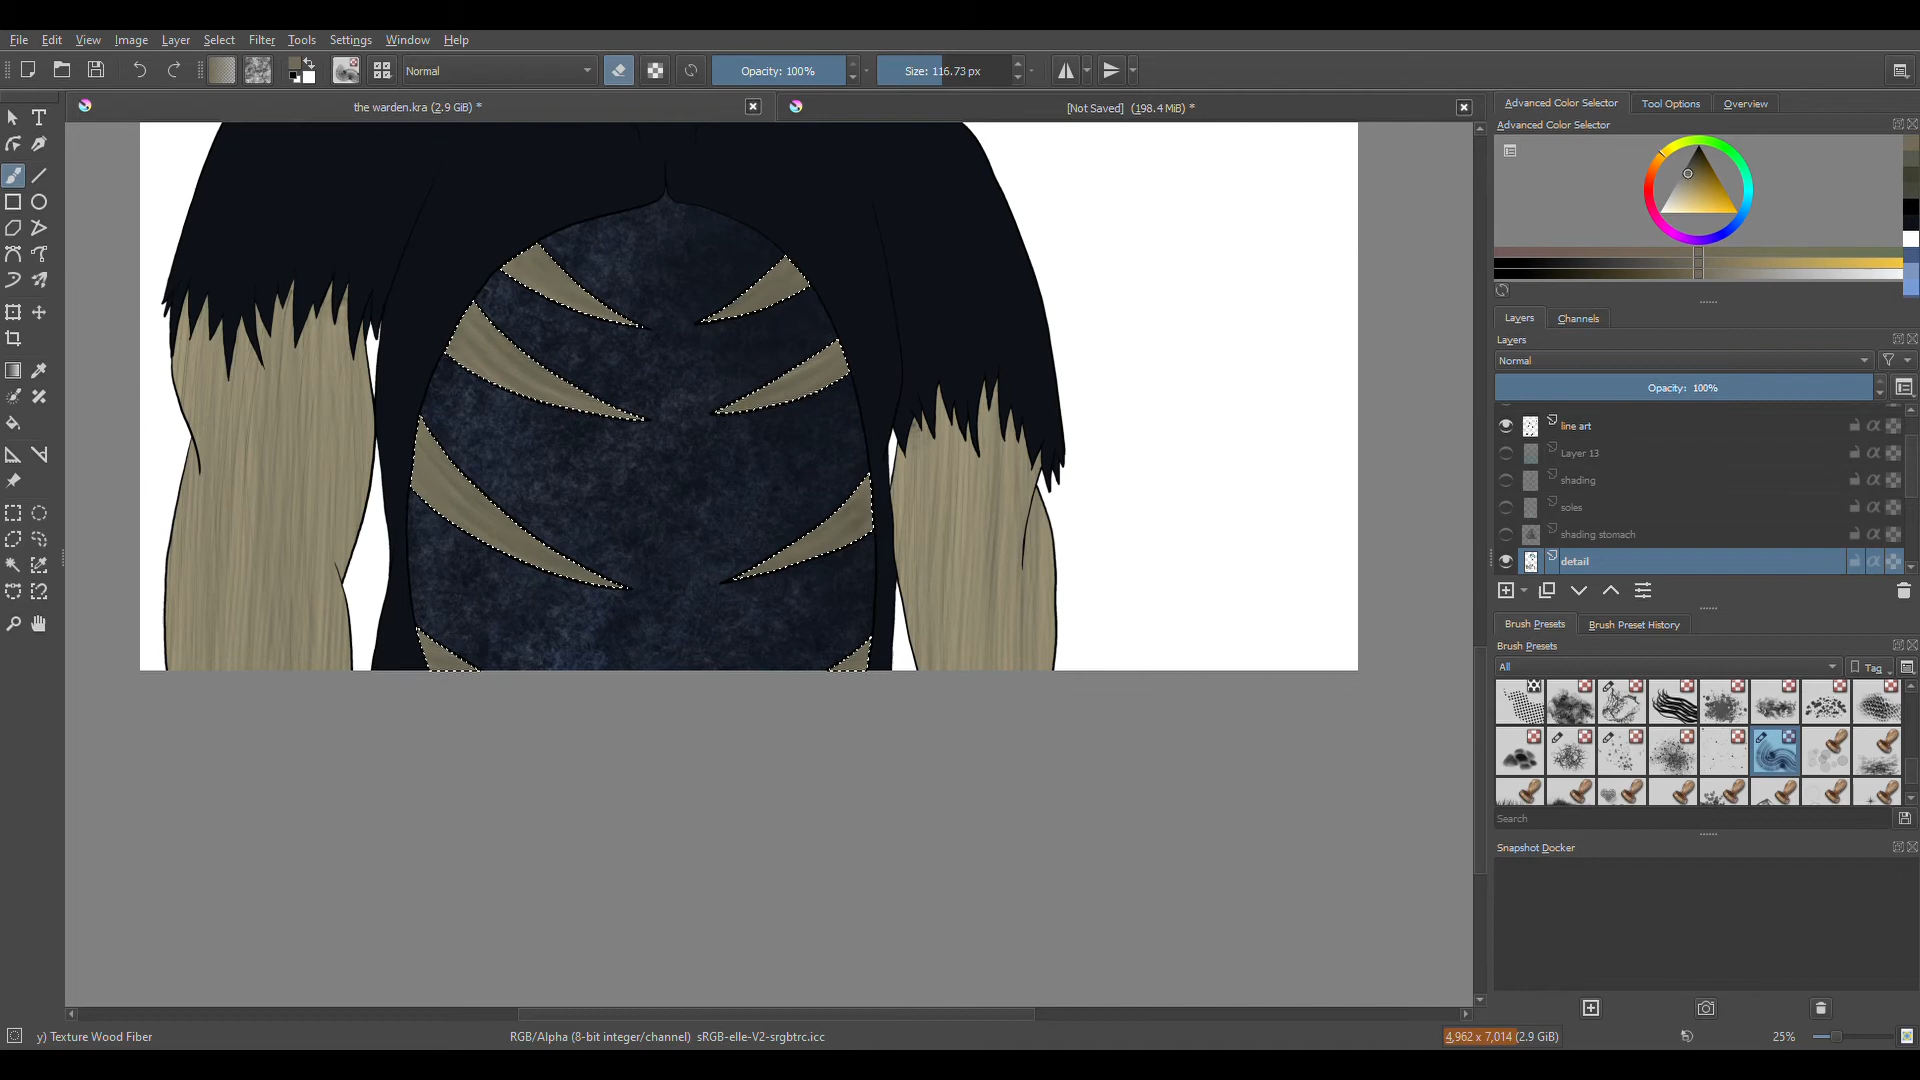 File Edit View Image Layer Select Filter Tools Settings Window Help
Normal Opacity: 100% Size: 116.73 px
the warden.kra (2.9 GiB) * [Not Saved] (198.4 MiB) *
Advanced Color Selector Tool Options Overview
Advanced Color Selector
Layers Channels
Layers
Normal
Opacity: 100%
line art
Layer 13
shading
soles
shading stomach
detail
Brush Presets Brush Preset History
Brush Presets
All Tag
Search
Snapshot Docker
y) Texture Wood Fiber RGB/Alpha (8-bit integer/channel) sRGB-elle-V2-srgbtrc.icc 4,962 x 7,014 (2.9 GiB) 25%